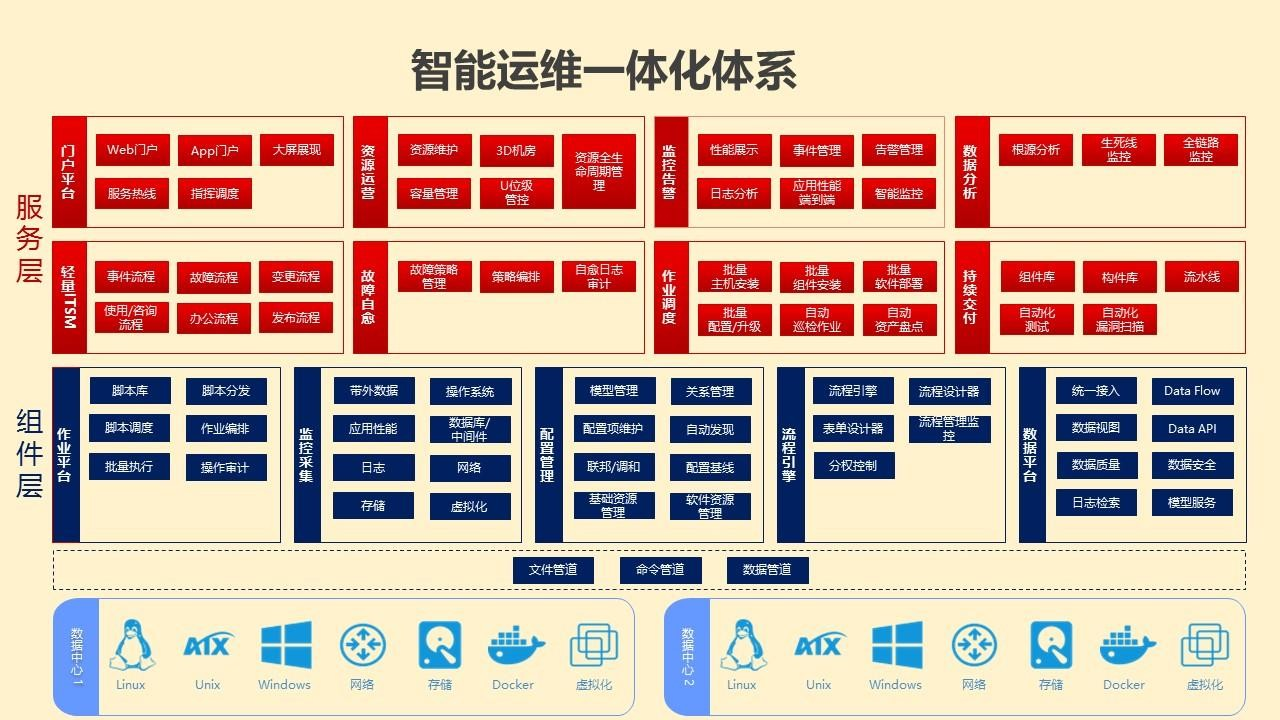 智能运维一体化体系
服务层
门户平台
Web门户
App门户
大屏展现
服务热线
指挥调度
资源运营
资源维护
3D机房
资源全生
命周期管
理
容量管理
U位级
管控
监控告警
性能展示
事件管理
告警管理
日志分析
应用性能
端到端
智能监控
数据分析
根源分析
生死线
监控
全链路
监控
轻量ITSM
事件流程
故障流程
变更流程
使用/咨询
流程
办公流程
发布流程
故障自愈
故障策略
管理
策略编排
自愈日志
审计
作业调度
批量
主机安装
批量
组件安装
批量
软件部署
批量
配置/升级
自动
巡检作业
自动
资产盘点
持续交付
组件库
构件库
流水线
自动化
测试
自动化
漏洞扫描
组件层
作业平台
脚本库
脚本分发
脚本调度
作业编排
批量执行
操作审计
监控采集
带外数据
操作系统
应用性能
数据库/
中间件
日志
网络
存储
虚拟化
配置管理
模型管理
关系管理
配置项维护
自动发现
联邦/调和
配置基线
基础资源
管理
软件资源
管理
流程引擎
流程引擎
流程设计器
表单设计器
流程管理监
控
分权控制
数据平台
统一接入
Data Flow
数据视图
Data API
数据质量
数据安全
日志检索
模型服务
文件管道
命令管道
数据管道
数据中心1
AIX
Linux
Unix
Windows
网络
存储
Docker
虚拟化
数据中心2
AIX
Linux
Unix
Windows
网络
存储
Docker
虚拟化